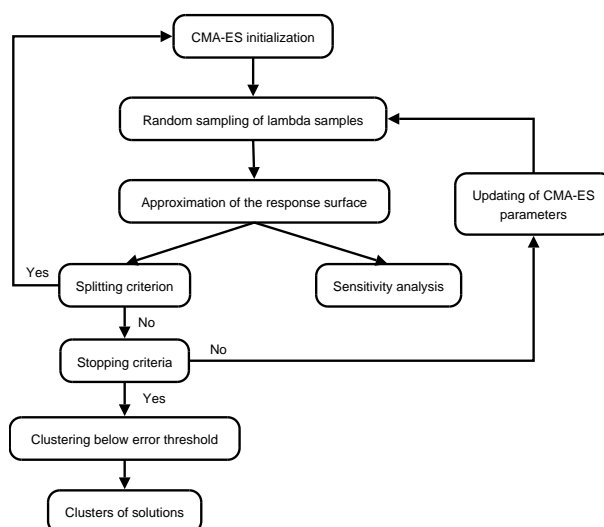 CMA-ES initialization
Random sampling of lambda samples
Approximation of the response surface
Updating of CMA-ES
parameters
Yes
Splitting criterion
Sensitivity analysis
No
Stopping criteria
No
Yes
Clustering below error threshold
Clusters of solutions